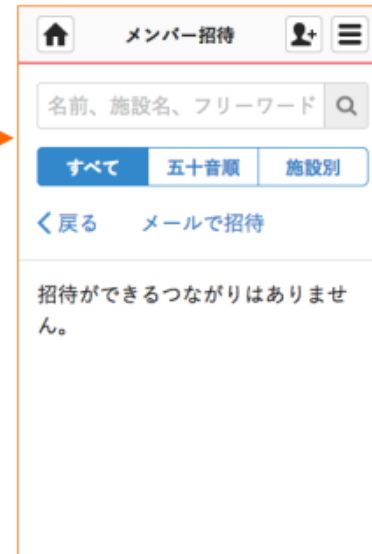 メンバー招待
名前、施設名、フリーワード
すべて 五十音順 施設別
戻る メールで招待
招待ができるつながりはありませ
ん。